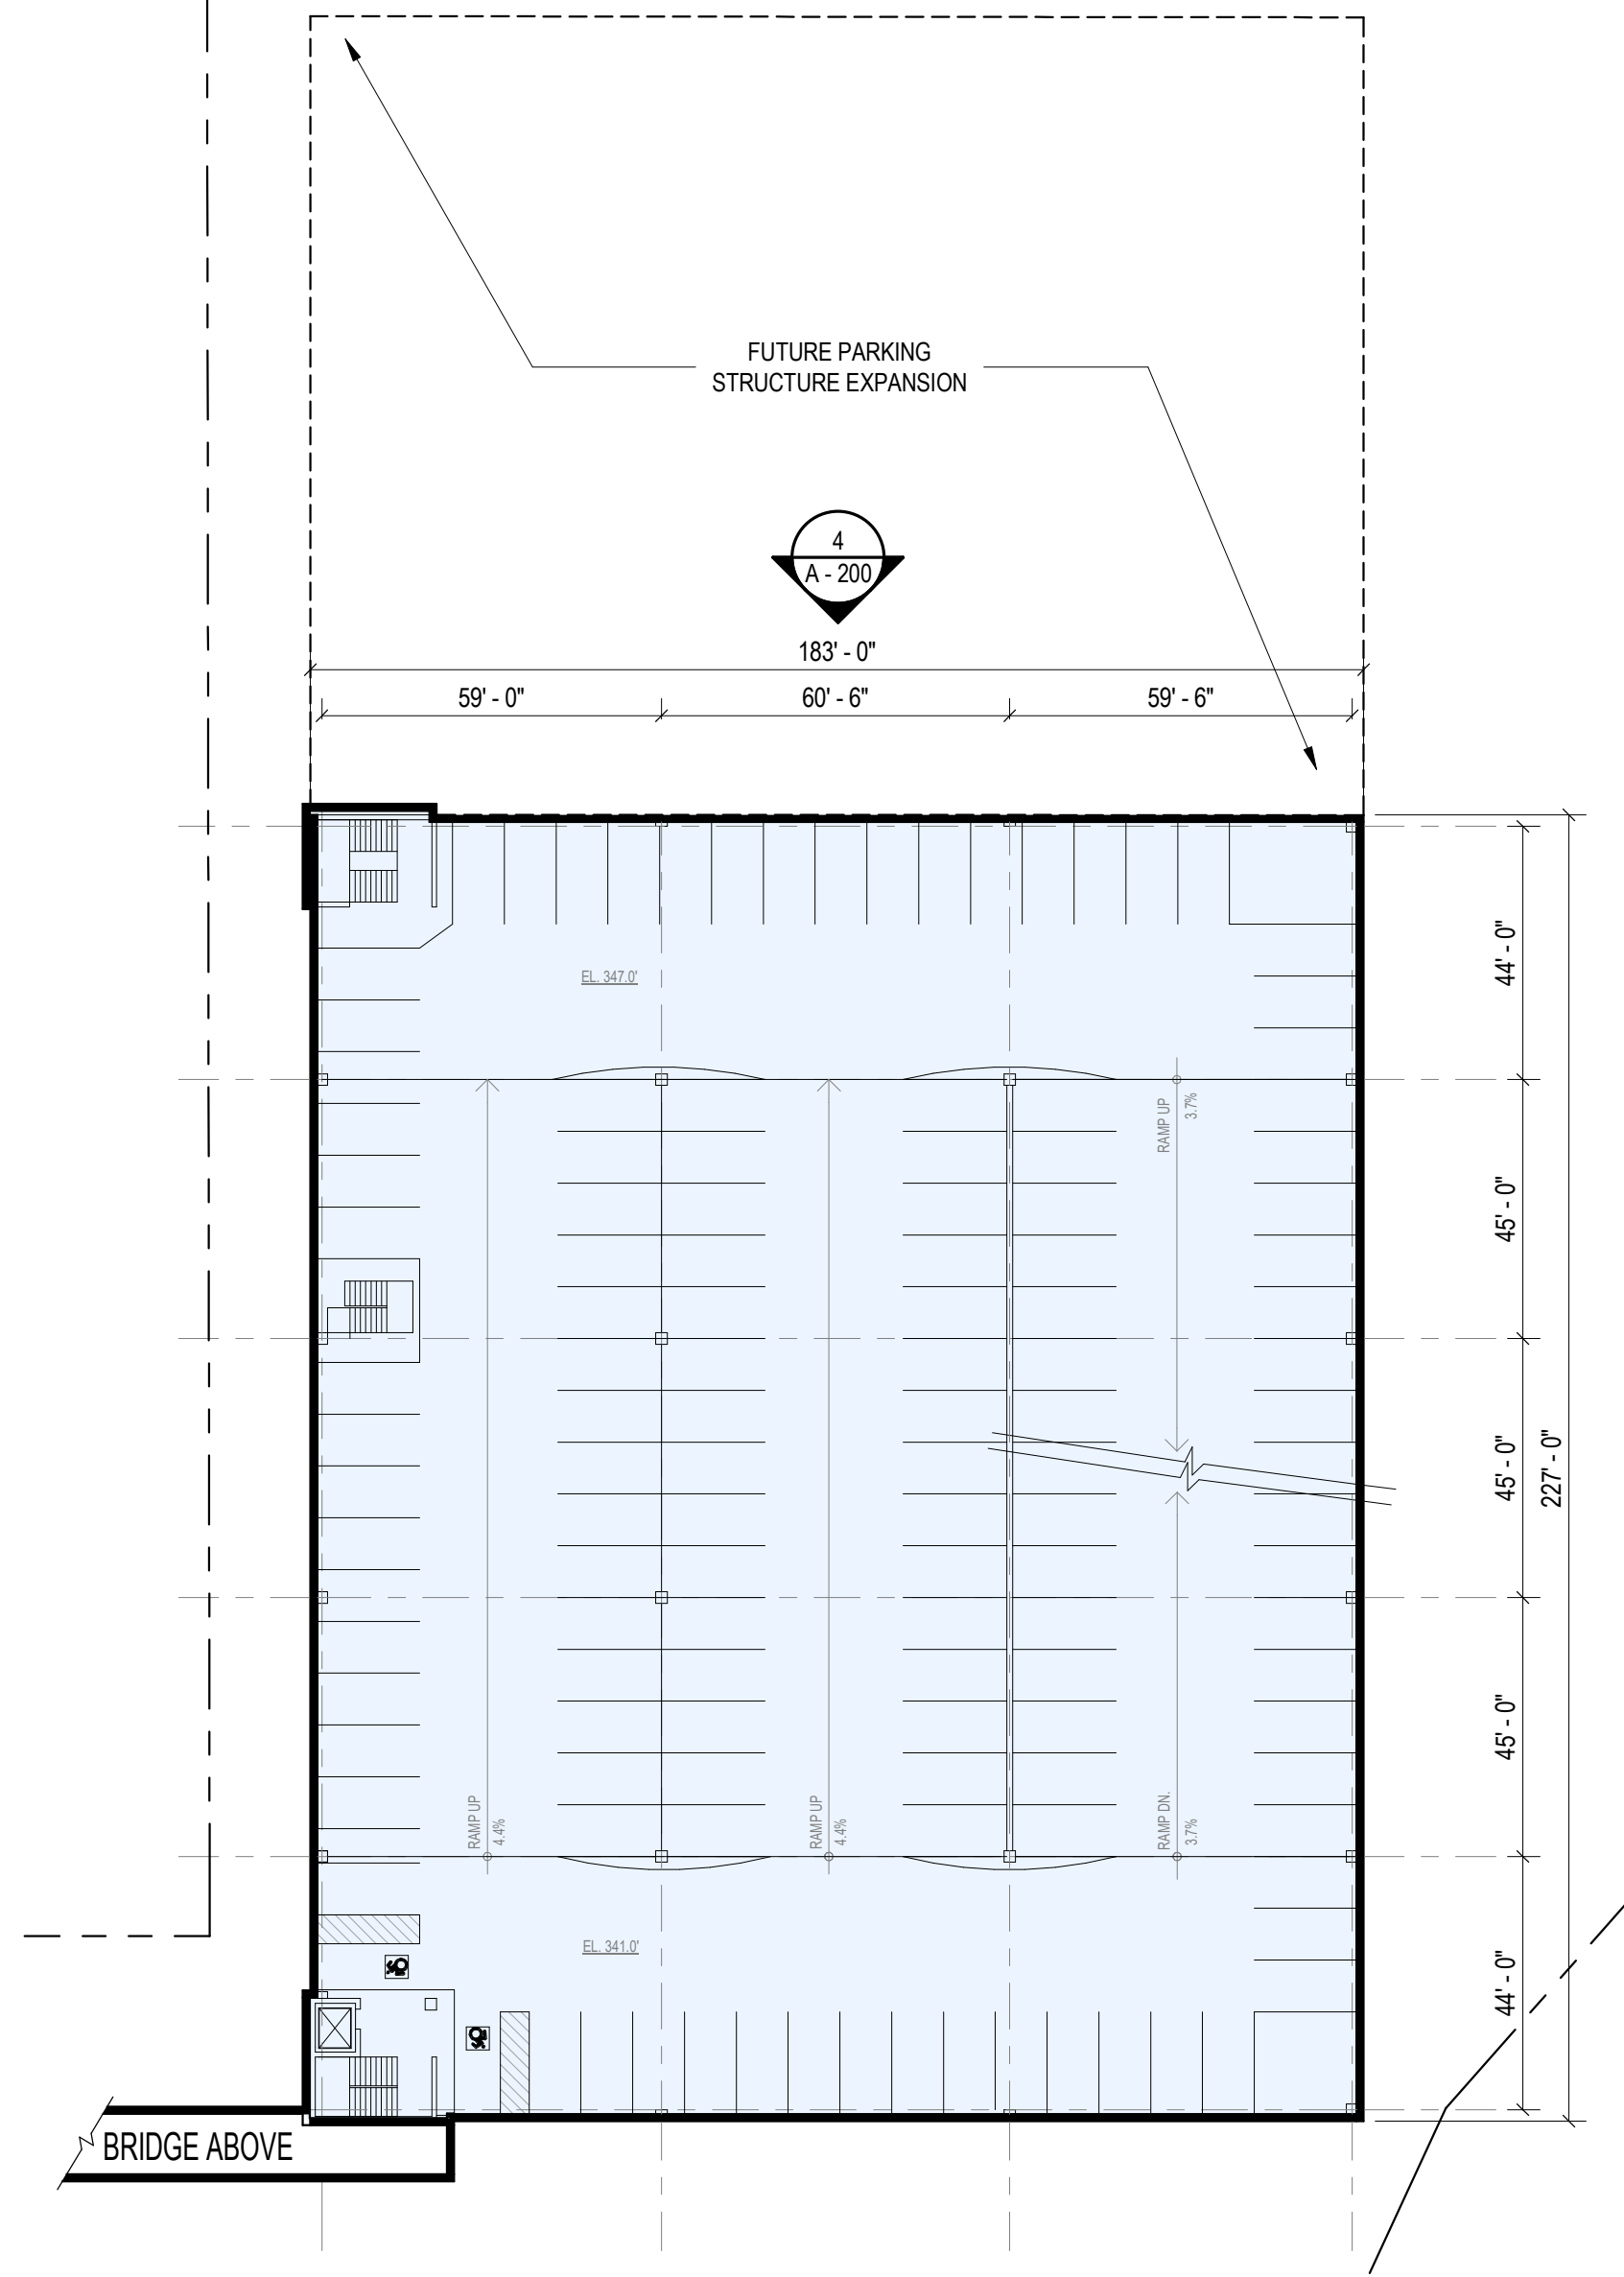 FUTURE PARKING
STRUCTURE EXPANSION
4
A - 200
183' - 0"
59' - 0"
60' - 6"
59' - 6"
44' - 0"
EL. 347.0'
RAMP UP
3.7%
45' - 0"
45' - 0"
227' - 0"
45' - 0"
RAMP UP
4.4%
RAMP UP
4.4%
RAMP DN.
3.7%
EL. 341.0'
44' - 0"
BRIDGE ABOVE